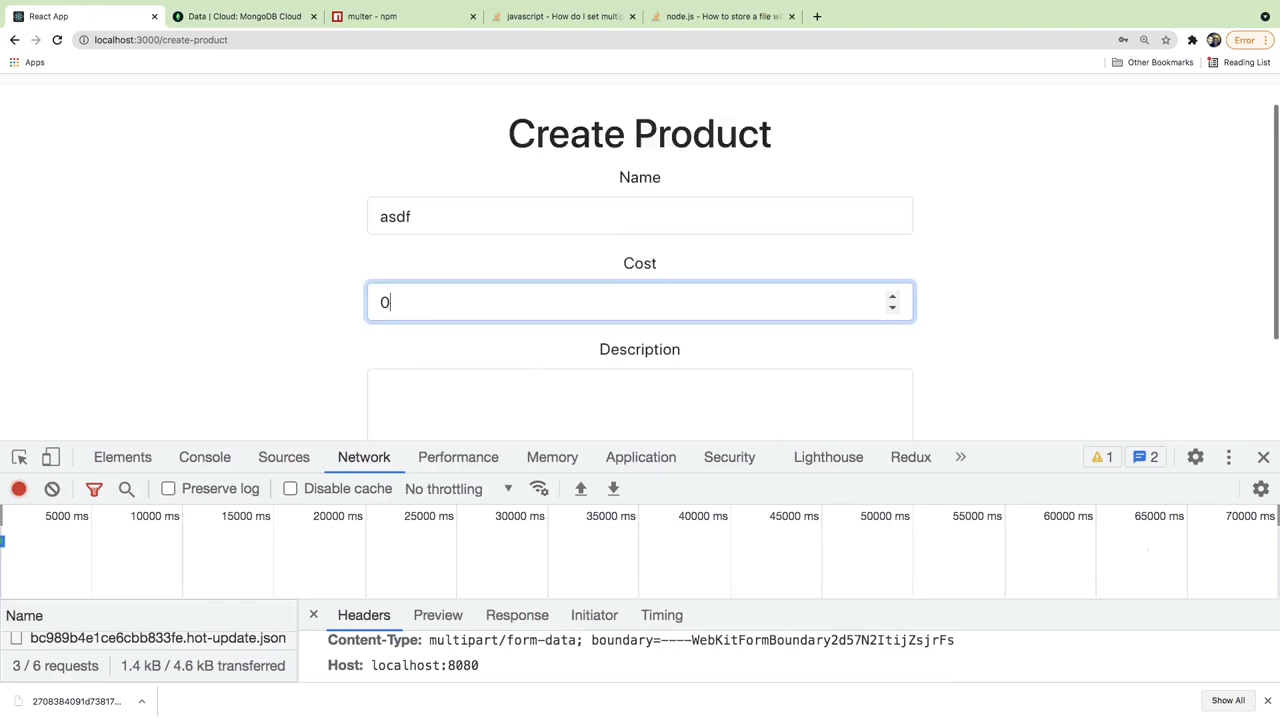 React App
Data | Cloud: MongoDB Cloud
multer - npm
javascript - How do I set multip
node.js - How to store a file wi
localhost:3000/create-product
Error
Apps
Other Bookmarks
Reading List
Create Product
Name
asdf
Cost
0
Description
Elements
Console
Sources
Network
Performance
Memory
Application
Security
Lighthouse
Redux
1
2
Preserve log
Disable cache
No throttling
5000 ms
10000 ms
15000 ms
20000 ms
25000 ms
30000 ms
35000 ms
40000 ms
45000 ms
50000 ms
55000 ms
60000 ms
65000 ms
70000 ms
Name
Headers
Preview
Response
Initiator
Timing
bc989b4e1ce6cbb833fe.hot-update.json
Content-Type: multipart/form-data; boundary=----WebKitFormBoundary2d57N2ItijZsjrFs
3 / 6 requests
1.4 kB / 4.6 kB transferred
Host: localhost:8080
2708384091d73817...
Show All